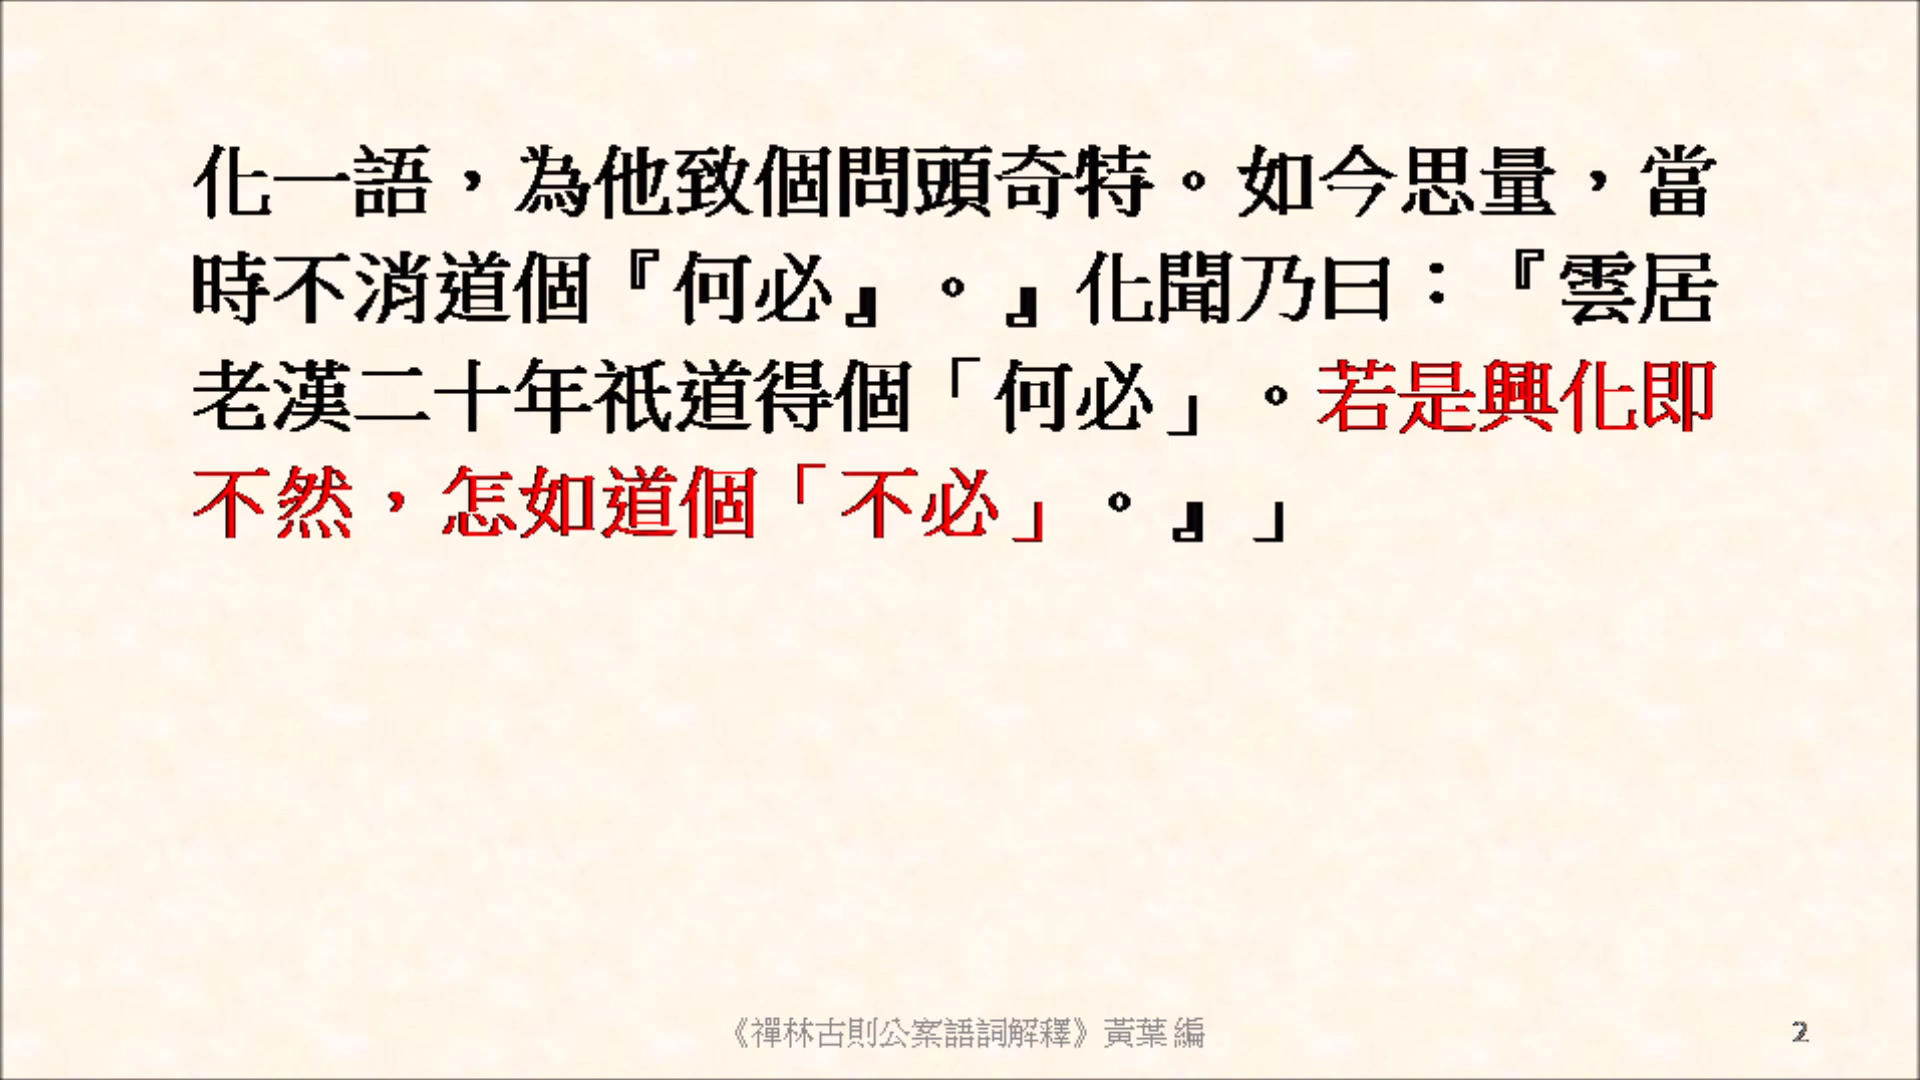 化一語，為他致個問頭奇特。如今思量，當
時不消道個『何必』。』化聞乃曰：『雲居
老漢二十年祇道得個「何必」。若是興化即
不然，怎如道個「不必」。』」
《禪林古則公案語詞解釋》黃葉 編
2